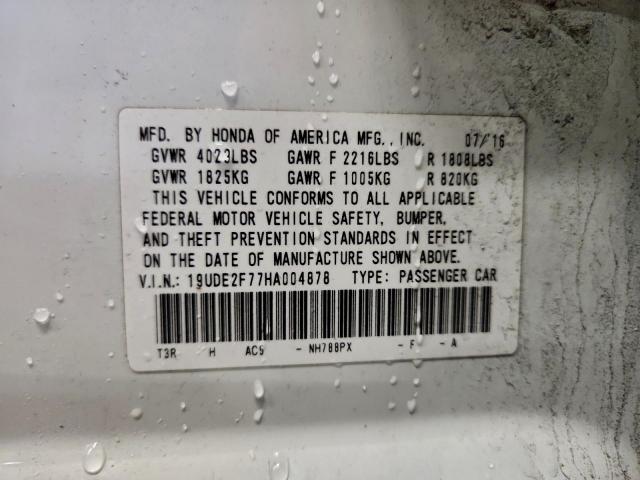 MFD. BY HONDA OF AMERICA MFG., INC. 07/16
GVWR 4023LBS GAWR F 2216LBS R 1808LBS
GVWR 1825KG GAWR F 1005KG R 820KG
THIS VEHICLE CONFORMS TO ALL APPLICABLE
FEDERAL MOTOR VEHICLE SAFETY, BUMPER,
AND THEFT PREVENTION STANDARDS IN EFFECT
ON THE DATE OF MANUFACTURE SHOWN ABOVE.
V.I.N.: 19UDE2F77HA004878 TYPE: PASSENGER CAR
T3R H AC9 - NH788PX - F - A